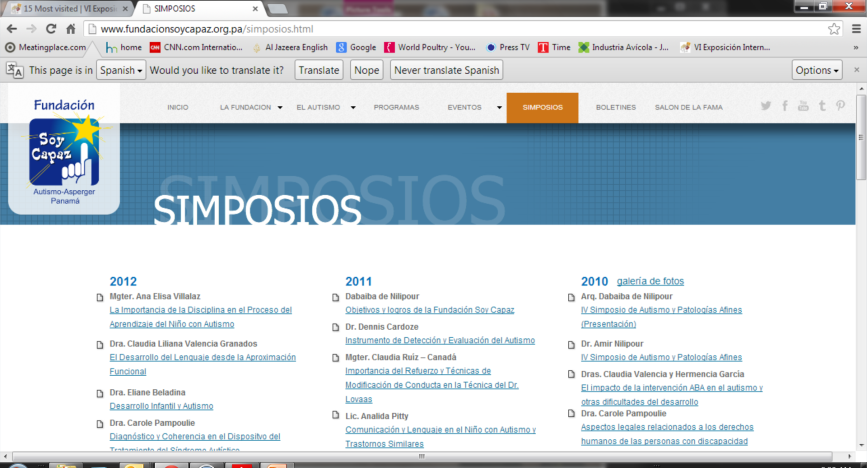 15 Most visited | VI Exposi
SIMPOSIOS
www.fundacionsoycapaz.org.pa/simposios.html
Meatingplace.com
home
CNN.com Internatio...
Al Jazeera English
Google
World Poultry - You...
Press TV
Time
Industria Avicola - J...
VI Exposición Intern...
This page is in Spanish Would you like to translate it? Translate Nope Never translate Spanish Options
Fundación
Soy
Capaz
Autismo-Asperger
Panamá
INICIO LA FUNDACION EL AUTISMO PROGRAMAS EVENTOS SIMPOSIOS BOLETINES SALON DE LA FAMA
SIMPOSIOS
SIMPOSIOS
2012
Mgter. Ana Elisa Villalaz
La Importancia de la Disciplina en el Proceso del
Aprendizaje del Niño con Autismo
Dra. Claudia Liliana Valencia Granados
El Desarrollo del Lenguaje desde la Aproximación
Funcional
Dra. Eliane Beladina
Desarrollo Infantil y Autismo
Dra. Carole Pampoulie
Diagnóstico y Coherencia en el Dispositvo del
Tratamiento del Síndrome Autístico
2011
Dabaiba de Nilipour
Objetivos y logros de la Fundación Soy Capaz
Dr. Dennis Cardoze
Instrumento de Detección y Evaluación del Autismo
Mgter. Claudia Ruíz – Canadá
Importancia del Refuerzo y Técnicas de
Modificación de Conducta en la Técnica del Dr.
Lovaas
Lic. Analida Pitty
Comunicación y Lenguaje en el Niño con Autismo y
Trastornos Similares
2010 galería de fotos
Arq. Dabaiba de Nilipour
IV Simposio de Autismo y Patologías Afines
(Presentación)
Dr. Amir Nilipour
IV Simposio de Autismo y Patologías Afines
Dras. Claudia Valencia y Hermencia García
El impacto de la intervención ABA en el autismo y
otras dificultades del desarrollo
Dra. Carole Pampoulie
Aspectos legales relacionados a los derechos
humanos de las personas con discapacidad